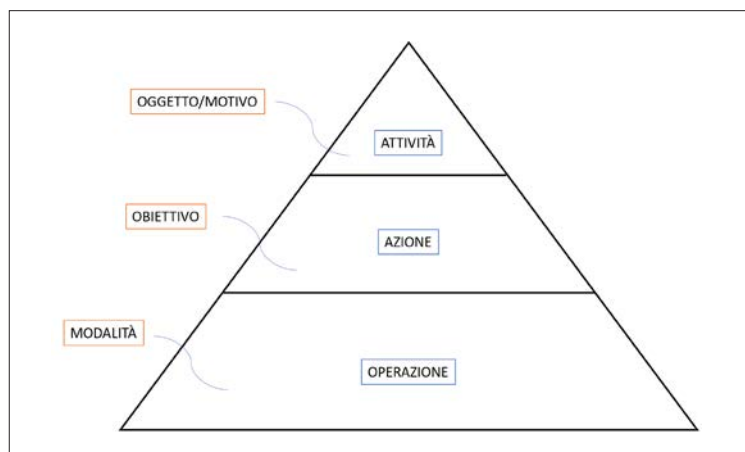 OGGETTO/MOTIVO
ATTIVITÀ
OBIETTIVO
AZIONE
MODALITÀ
OPERAZIONE